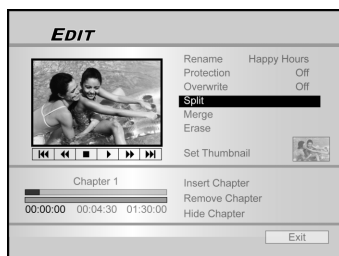 EDIT
Rename Happy Hours
Protection Off
Overwrite Off
Split
Merge
Erase
Set Thumbnail
Chapter 1
00:00:00 00:04:30 01:30:00
Insert Chapter
Remove Chapter
Hide Chapter
Exit